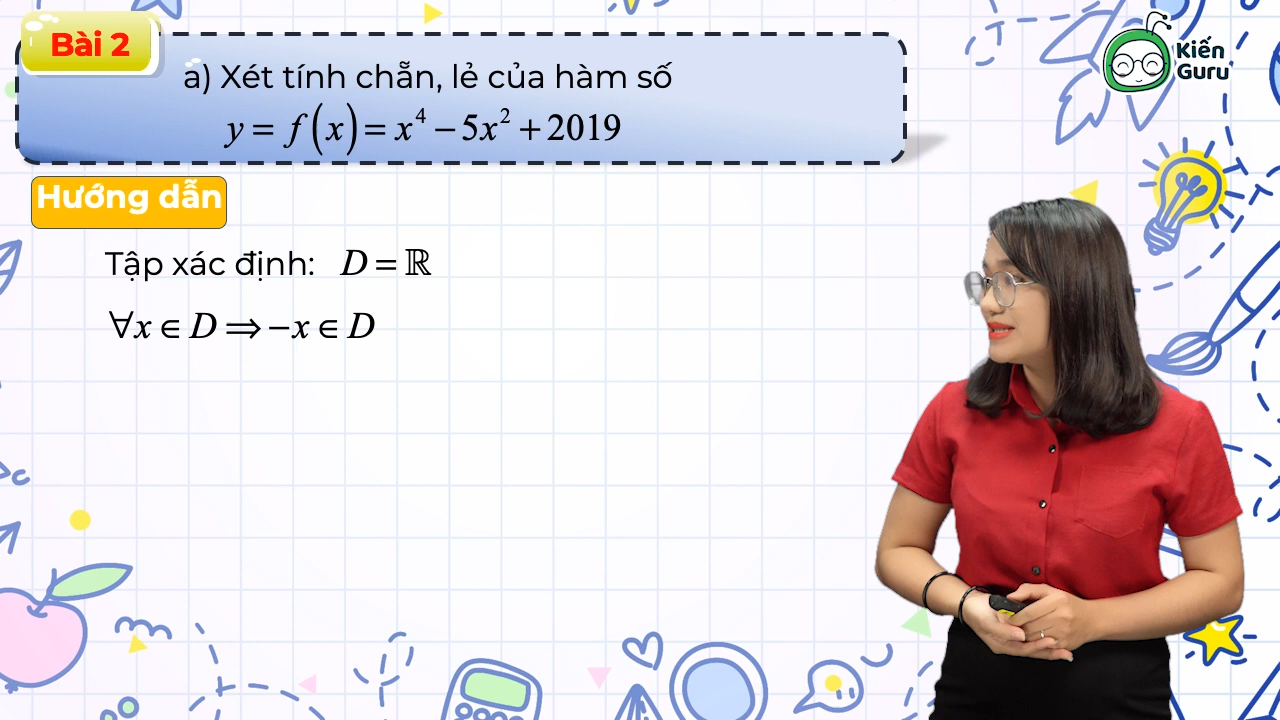 Bài 2
a) Xét tính chẵn, lẻ của hàm số
y = f(x) = x⁴ − 5x² + 2019
Kiến
Guru
Hướng dẫn
Tập xác định: D = ℝ
∀x ∈ D ⇒ −x ∈ D